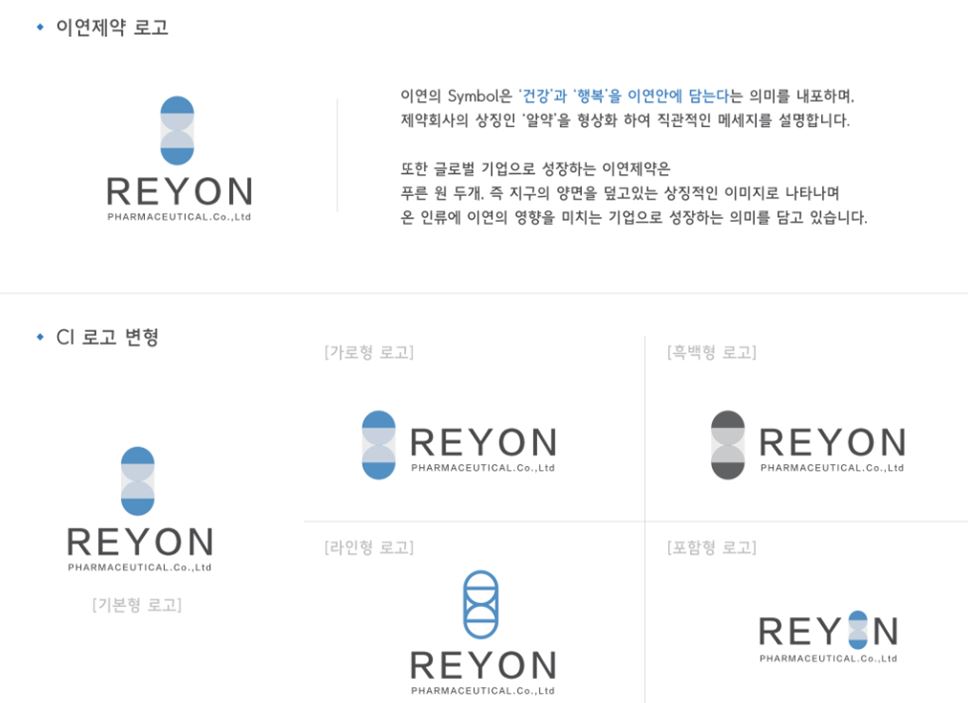 이연제약 로고
REYON
PHARMACEUTICAL.Co.,Ltd
이연의 Symbol은 '건강'과 '행복'을 이연안에 담는다는 의미를 내포하며,
제약회사의 상징인 '알약'을 형상화 하여 직관적인 메세지를 설명합니다.
또한 글로벌 기업으로 성장하는 이연제약은
푸른 원 두개, 즉 지구의 양면을 덮고있는 상징적인 이미지로 나타나며
온 인류에 이연의 영향을 미치는 기업으로 성장하는 의미를 담고 있습니다.
CI 로고 변형
REYON
PHARMACEUTICAL.Co.,Ltd
[기본형 로고]
[가로형 로고]
REYON
PHARMACEUTICAL.Co.,Ltd
[흑백형 로고]
REYON
PHARMACEUTICAL.Co.,Ltd
[라인형 로고]
REYON
PHARMACEUTICAL.Co.,Ltd
[포함형 로고]
REYON
PHARMACEUTICAL.Co.,Ltd